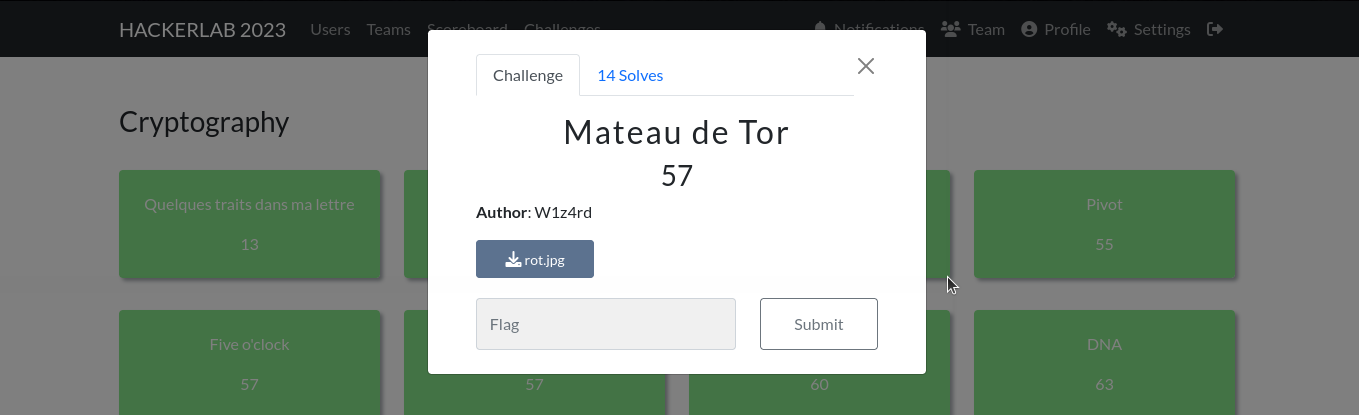 HACKERLAB 2023 Users Teams Scoreboard Challenges Notifications Team Profile Settings
Challenge 14 Solves
Cryptography
Mateau de Tor
57
Author: W1z4rd
rot.jpg
Flag Submit
Quelques traits dans ma lettre Pivot
13 55
Five o'clock DNA
57 57 60 63